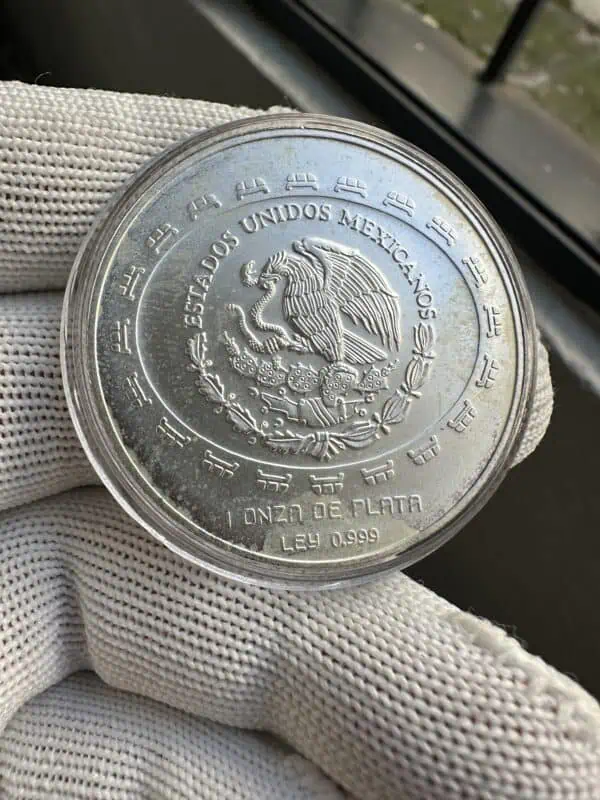 ESTADOS UNIDOS MEXICANOS
1 ONZA DE PLATA
LEY 0.999